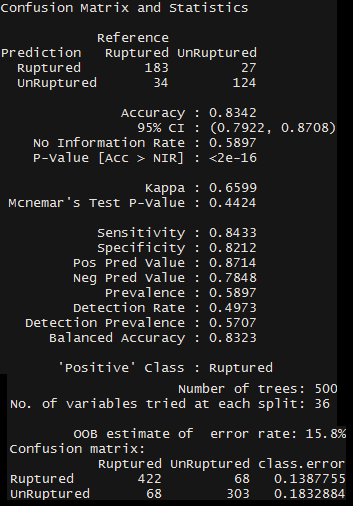 Confusion Matrix and Statistics
Reference
Prediction Ruptured UnRuptured
Ruptured 183 27
UnRuptured 34 124
Accuracy : 0.8342
95% CI : (0.7922, 0.8708)
No Information Rate : 0.5897
P-Value [Acc > NIR] : <2e-16
Kappa : 0.6599
Mcnemar's Test P-Value : 0.4424
Sensitivity : 0.8433
Specificity : 0.8212
Pos Pred Value : 0.8714
Neg Pred Value : 0.7848
Prevalence : 0.5897
Detection Rate : 0.4973
Detection Prevalence : 0.5707
Balanced Accuracy : 0.8323
'Positive' Class : Ruptured
Number of trees: 500
No. of variables tried at each split: 36
OOB estimate of error rate: 15.8%
Confusion matrix:
Ruptured UnRuptured class.error
Ruptured 422 68 0.1387755
UnRuptured 68 303 0.1832884